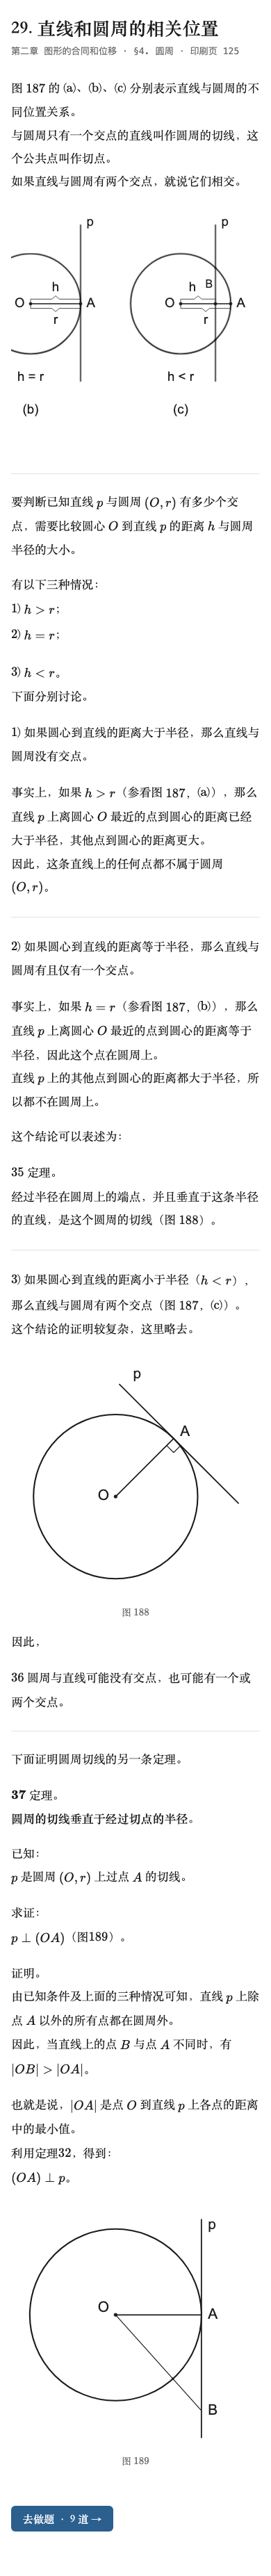 29. 直线和圆周的相关位置
第二章 图形的合同和位移 · §4. 圆周 · 印刷页 125
图 187 的 (a)、(b)、(c) 分别表示直线与圆周的不
同位置关系。
与圆周只有一个交点的直线叫作圆周的切线，这
个公共点叫作切点。
如果直线与圆周有两个交点，就说它们相交。
p p
h h B
O A O A
r r
h = r h < r
(b) (c)
要判断已知直线 p 与圆周 (O, r) 有多少个交
点，需要比较圆心 O 到直线 p 的距离 h 与圆周
半径的大小。
有以下三种情况：
1) h > r；
2) h = r；
3) h < r。
下面分别讨论。
1) 如果圆心到直线的距离大于半径，那么直线与
圆周没有交点。
事实上，如果 h > r（参看图 187，(a)），那么
直线 p 上离圆心 O 最近的点到圆心的距离已经
大于半径，其他点到圆心的距离更大。
因此，这条直线上的任何点都不属于圆周
(O, r)。
2) 如果圆心到直线的距离等于半径，那么直线与
圆周有且仅有一个交点。
事实上，如果 h = r（参看图 187，(b)），那么
直线 p 上离圆心 O 最近的点到圆心的距离等于
半径，因此这个点在圆周上。
直线 p 上的其他点到圆心的距离都大于半径，所
以都不在圆周上。
这个结论可以表述为：
35 定理。
经过半径在圆周上的端点，并且垂直于这条半径
的直线，是这个圆周的切线（图 188）。
3) 如果圆心到直线的距离小于半径（h < r），
那么直线与圆周有两个交点（图 187，(c)）。
这个结论的证明较复杂，这里略去。
p
A
O
图 188
因此，
36 圆周与直线可能没有交点，也可能有一个或
两个交点。
下面证明圆周切线的另一条定理。
37 定理。
圆周的切线垂直于经过切点的半径。
已知：
p 是圆周 (O, r) 上过点 A 的切线。
求证：
p ⊥ (OA)（图189）。
证明。
由已知条件及上面的三种情况可知，直线 p 上除
点 A 以外的所有点都在圆周外。
因此，当直线上的点 B 与点 A 不同时，有
|OB| > |OA|。
也就是说，|OA| 是点 O 到直线 p 上各点的距离
中的最小值。
利用定理32，得到：
(OA) ⊥ p。
p
O
A
B
图 189
去做题 · 9 道 →